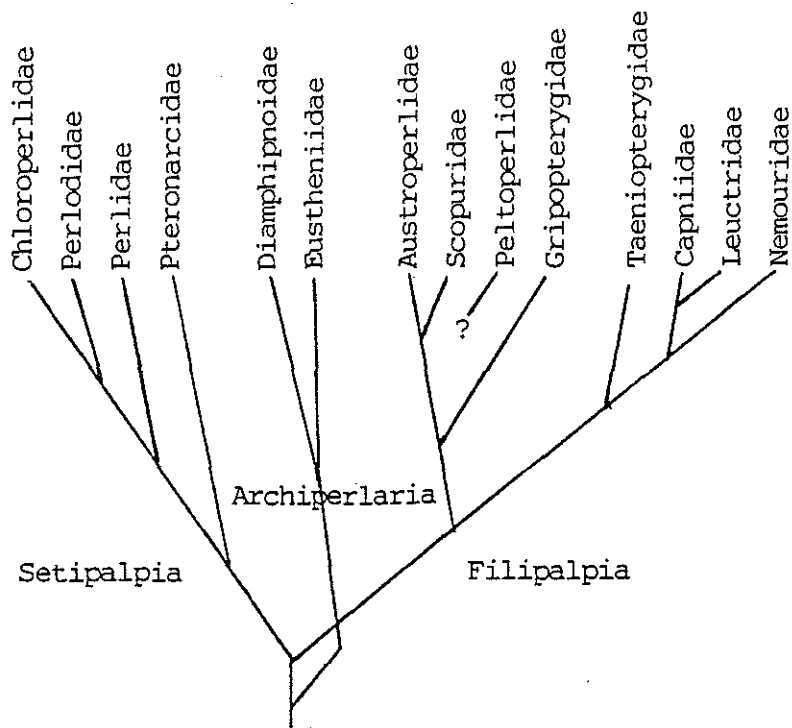 Chloroperlidae
Perlodidae
Perlidae
Pteronarcidae
Diamphipnoidae
Eustheniidae
Austroperlidae
Scopuridae
Peltoperlidae
Gripopterygidae
Taeniopterygidae
Capniidae
Leuctridae
Nemouridae
?
Archiperlaria
Setipalpia
Filipalpia